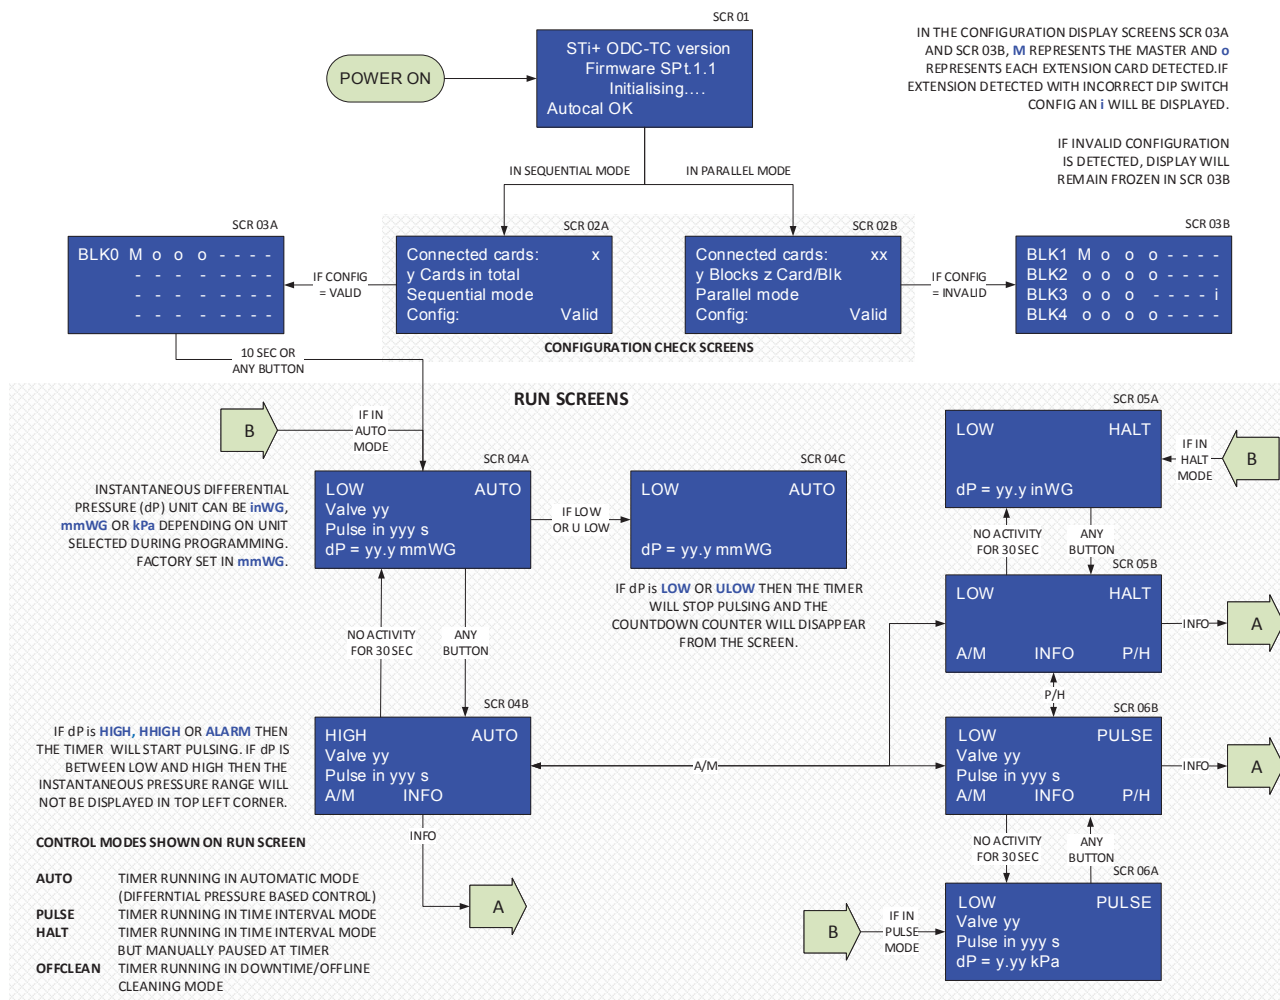 SCR 01
STi+ ODC-TC version
Firmware SPt.1.1
Initialising....
Autocal OK
POWER ON
IN THE CONFIGURATION DISPLAY SCREENS SCR 03A
AND SCR 03B, M REPRESENTS THE MASTER AND o
REPRESENTS EACH EXTENSION CARD DETECTED.IF
EXTENSION DETECTED WITH INCORRECT DIP SWITCH
CONFIG AN i WILL BE DISPLAYED.
IF INVALID CONFIGURATION
IS DETECTED, DISPLAY WILL
REMAIN FROZEN IN SCR 03B
IN SEQUENTIAL MODE
IN PARALLEL MODE
SCR 03A
BLK0 M o o o - - - -
- - - - - - - -
- - - - - - - -
- - - - - - - -
IF CONFIG
= VALID
SCR 02A
Connected cards: x
y Cards in total
Sequential mode
Config: Valid
SCR 02B
Connected cards: xx
y Blocks z Card/Blk
Parallel mode
Config: Valid
IF CONFIG
= INVALID
SCR 03B
BLK1 M o o o - - - -
BLK2 o o o o - - - -
BLK3 o o o - - - - i
BLK4 o o o o - - - -
CONFIGURATION CHECK SCREENS
10 SEC OR
ANY BUTTON
RUN SCREENS
B
IF IN
AUTO
MODE
SCR 04A
LOW AUTO
Valve yy
Pulse in yyy s
dP = yy.y mmWG
INSTANTANEOUS DIFFERENTIAL
PRESSURE (dP) UNIT CAN BE inWG,
mmWG OR kPa DEPENDING ON UNIT
SELECTED DURING PROGRAMMING.
FACTORY SET IN mmWG.
IF LOW
OR U LOW
SCR 04C
LOW AUTO
dP = yy.y mmWG
IF dP is LOW OR ULOW THEN THE TIMER
WILL STOP PULSING AND THE
COUNTDOWN COUNTER WILL DISAPPEAR
FROM THE SCREEN.
SCR 05A
LOW HALT
dP = yy.y inWG
IF IN
HALT
MODE
B
NO ACTIVITY
FOR 30 SEC
ANY
BUTTON
SCR 05B
LOW HALT
A/M INFO P/H
INFO
A
NO ACTIVITY
FOR 30 SEC
ANY
BUTTON
P/H
SCR 04B
HIGH AUTO
Valve yy
Pulse in yyy s
A/M INFO
IF dP is HIGH, HHIGH OR ALARM THEN
THE TIMER WILL START PULSING. IF dP IS
BETWEEN LOW AND HIGH THEN THE
INSTANTANEOUS PRESSURE RANGE WILL
NOT BE DISPLAYED IN TOP LEFT CORNER.
A/M
SCR 06B
LOW PULSE
Valve yy
Pulse in yyy s
A/M INFO P/H
INFO
A
INFO
A
NO ACTIVITY
FOR 30 SEC
ANY
BUTTON
SCR 06A
LOW PULSE
Valve yy
Pulse in yyy s
dP = y.yy kPa
B
IF IN
PULSE
MODE
CONTROL MODES SHOWN ON RUN SCREEN
AUTO TIMER RUNNING IN AUTOMATIC MODE
(DIFFERNTIAL PRESSURE BASED CONTROL)
PULSE TIMER RUNNING IN TIME INTERVAL MODE
HALT TIMER RUNNING IN TIME INTERVAL MODE
BUT MANUALLY PAUSED AT TIMER
OFFCLEAN TIMER RUNNING IN DOWNTIME/OFFLINE
CLEANING MODE